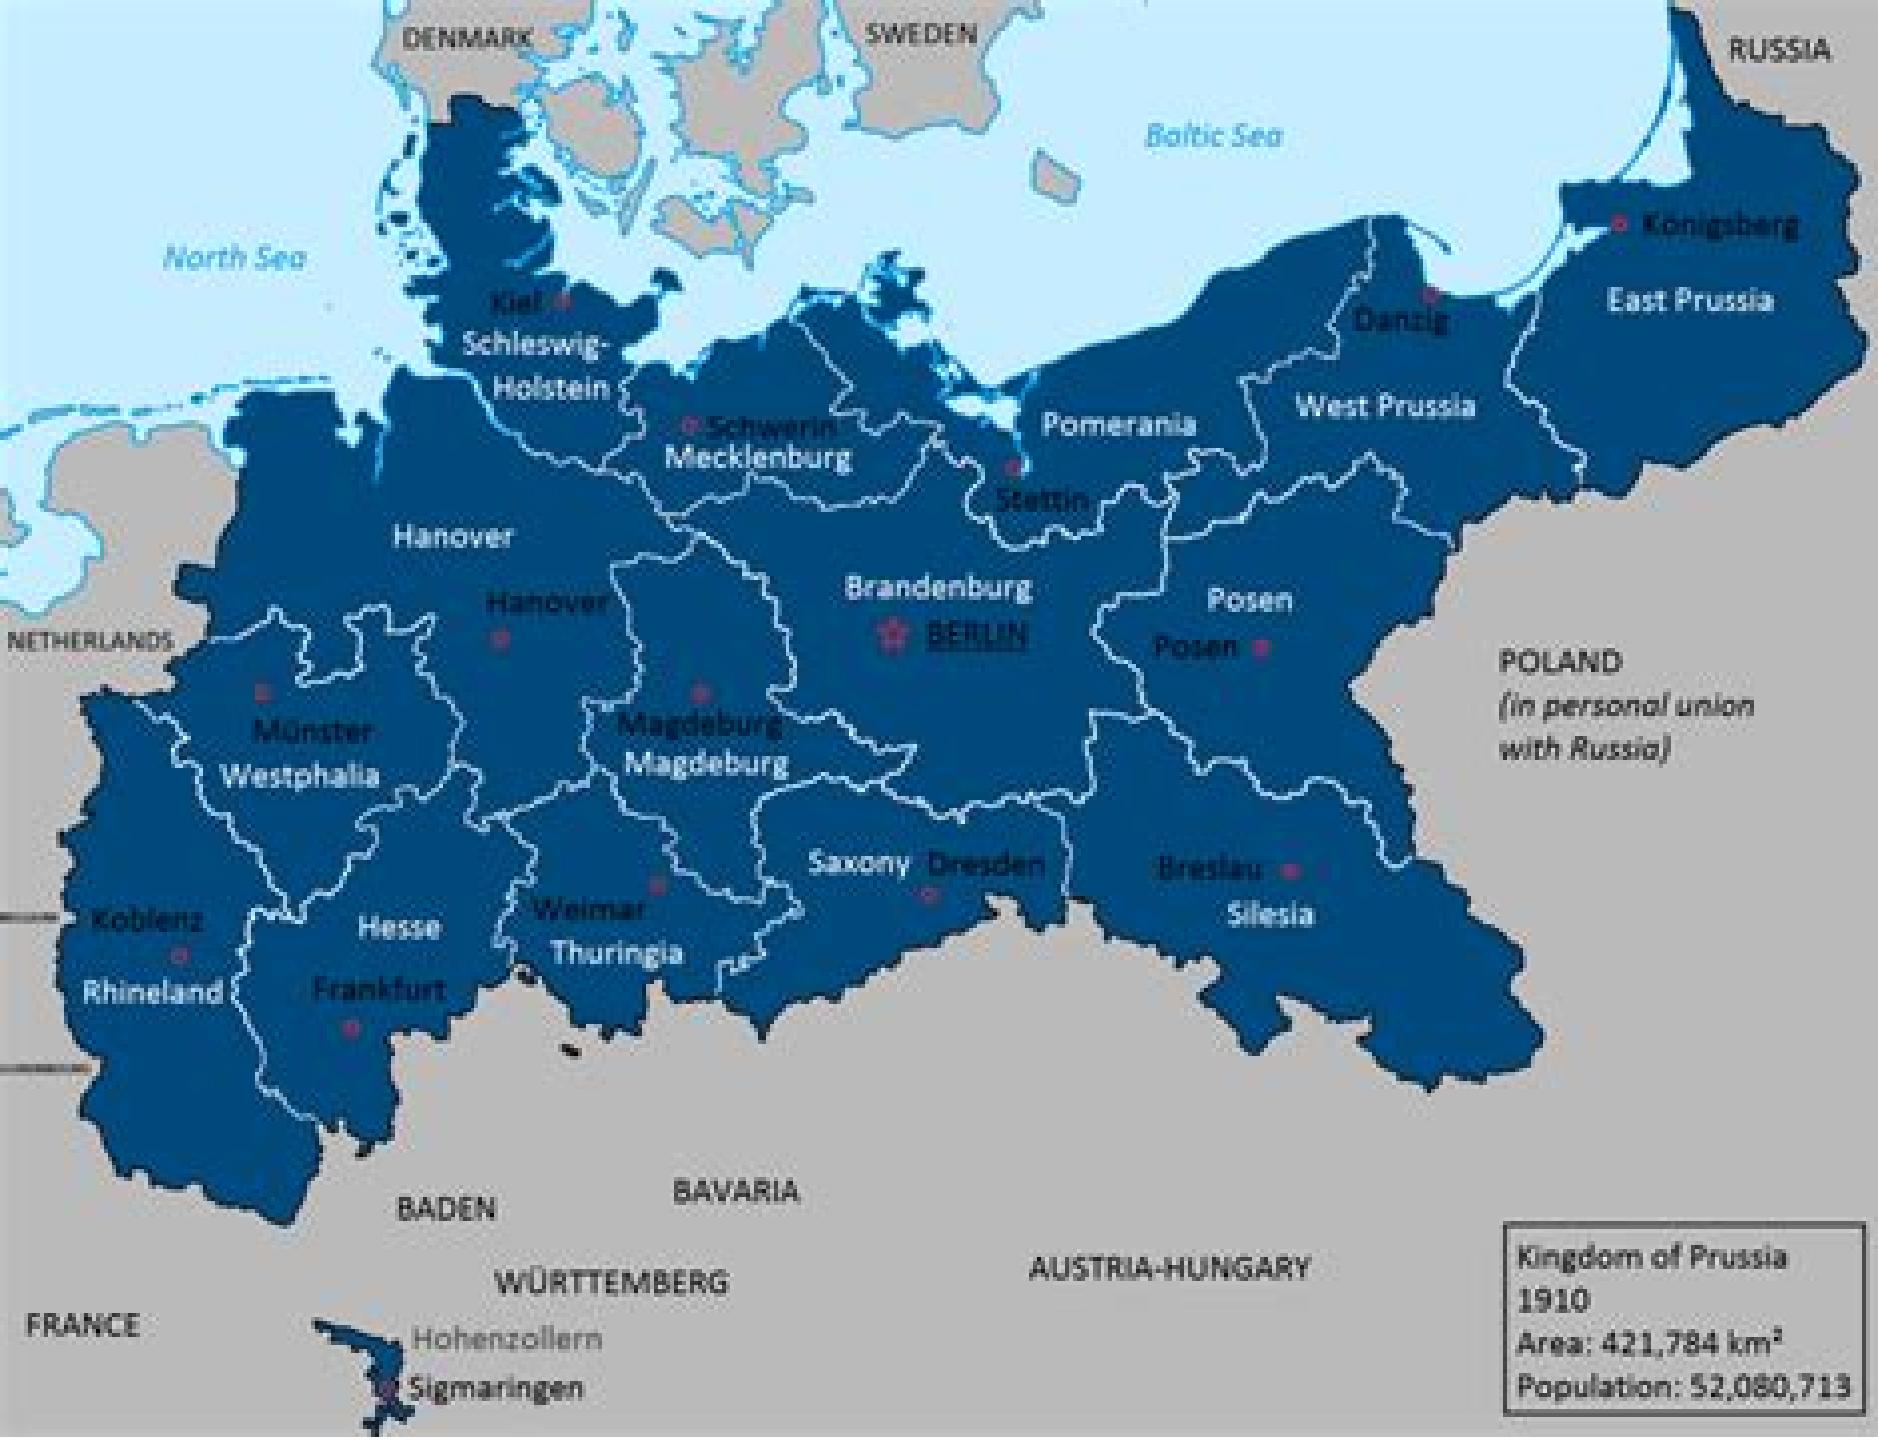 DENMARK
SWEDEN
RUSSIA
Baltic Sea
North Sea
Königsberg
East Prussia
Kiel
Schleswig-
Holstein
Danzig
West Prussia
Pomerania
Schwerin
Mecklenburg
Stettin
Hanover
Hanover
Brandenburg
BERLIN
Posen
Posen
NETHERLANDS
POLAND
(in personal union
with Russia)
Münster
Westphalia
Magdeburg
Magdeburg
Saxony
Dresden
Breslau
Silesia
Koblenz
Rhineland
Hesse
Frankfurt
Weimar
Thuringia
BADEN
BAVARIA
WÜRTTEMBERG
AUSTRIA-HUNGARY
FRANCE
Hohenzollern
Sigmaringen
Kingdom of Prussia
1910
Area: 421,784 km²
Population: 52,080,713